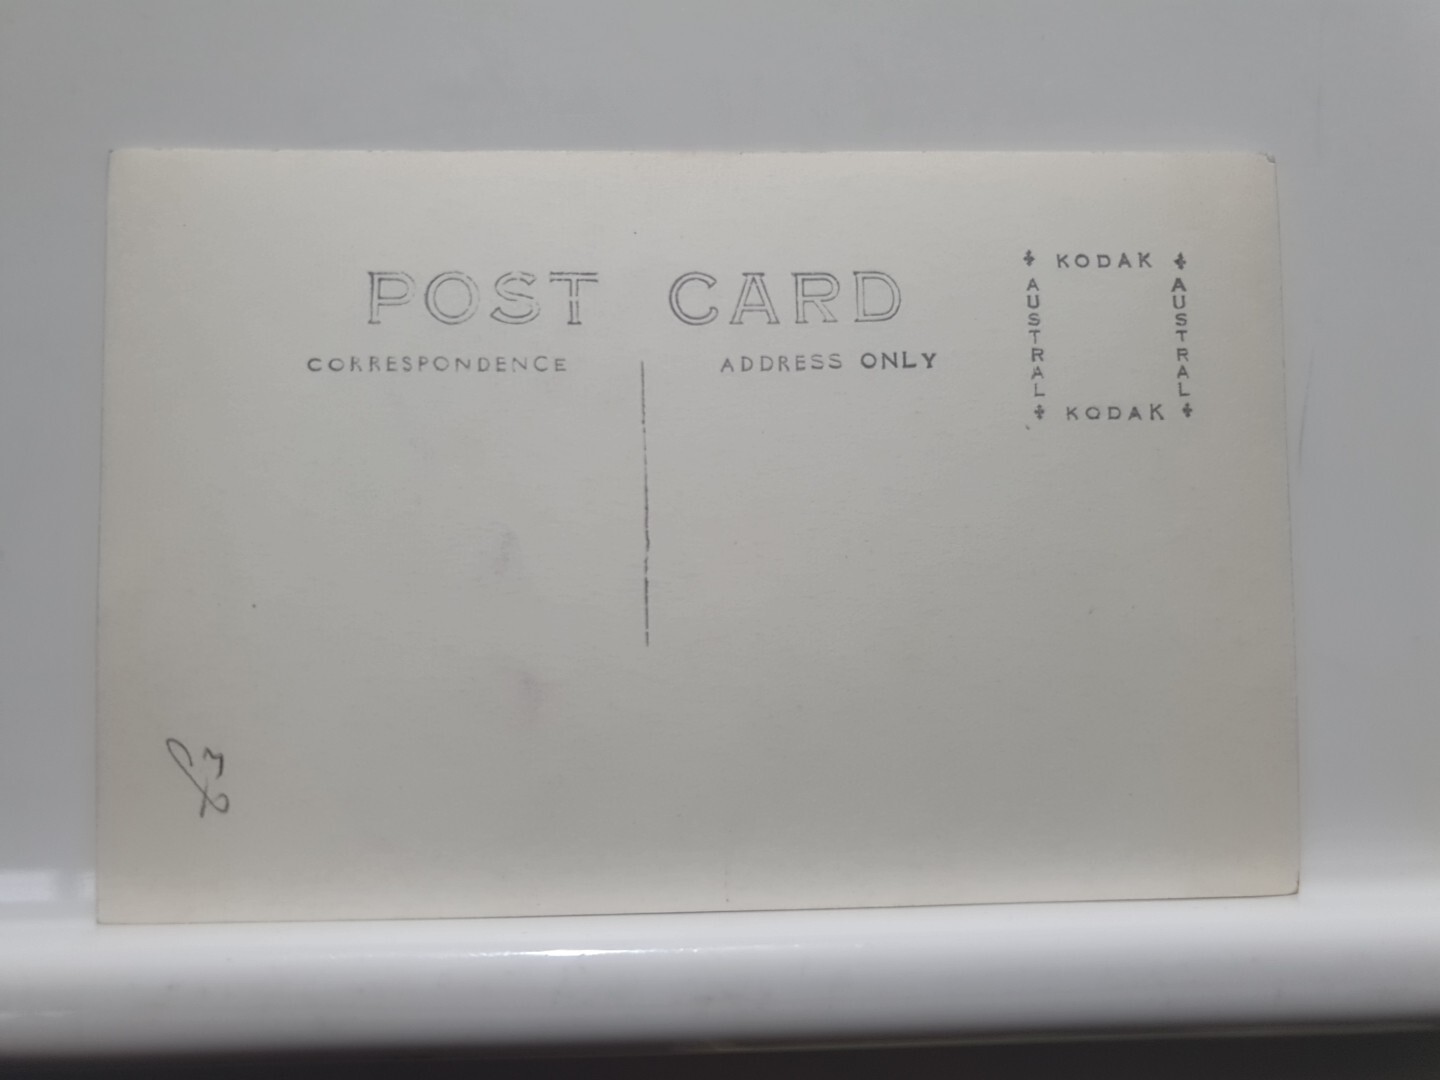 POST CARD
CORRESPONDENCE
ADDRESS ONLY
KODAK
AUSTRAL
AUSTRAL
KODAK